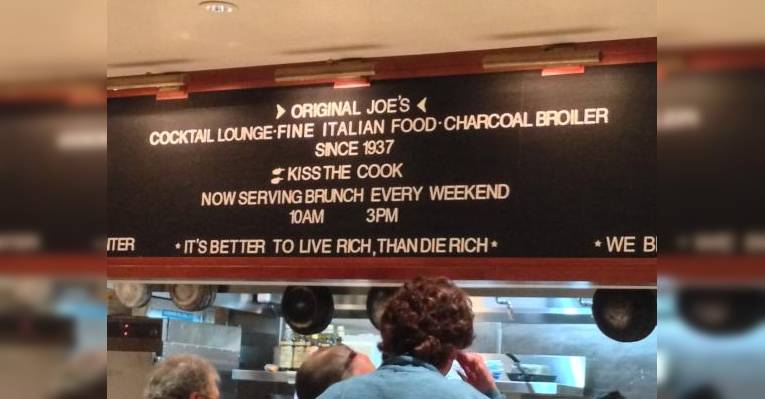 ORIGINAL JOE'S
COCKTAIL LOUNGE·FINE ITALIAN FOOD·CHARCOAL BROILER
SINCE 1937
KISS THE COOK
NOW SERVING BRUNCH EVERY WEEKEND
10AM 3PM
NTER * IT'S BETTER TO LIVE RICH, THAN DIE RICH * * WE B